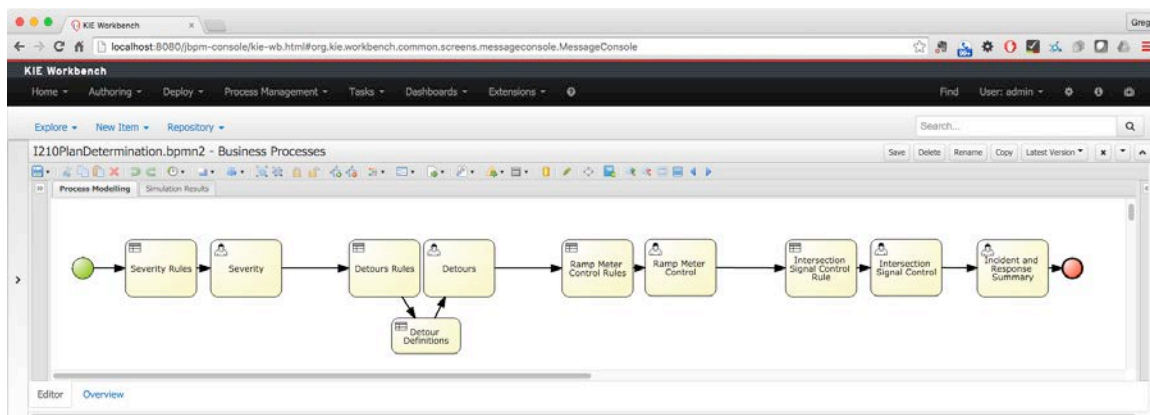 KIE Workbench
Greg
localhost:8080/jbpm-console/kie-wb.html#org.kie.workbench.common.screens.messageconsole.MessageConsole
KIE Workbench
Home Authoring Deploy Process Management Tasks Dashboards Extensions Find User: admin
Explore New Item Repository Search...
I210PlanDetermination.bpmn2 - Business Processes Save Delete Rename Copy Latest Version
Process Modelling Simulation Results
Severity Rules
Severity
Detours Rules
Detours
Detour
Definitions
Ramp Meter
Control Rules
Ramp Meter
Control
Intersection
Signal Control
Rule
Intersection
Signal Control
Incident and
Response
Summary
Editor Overview